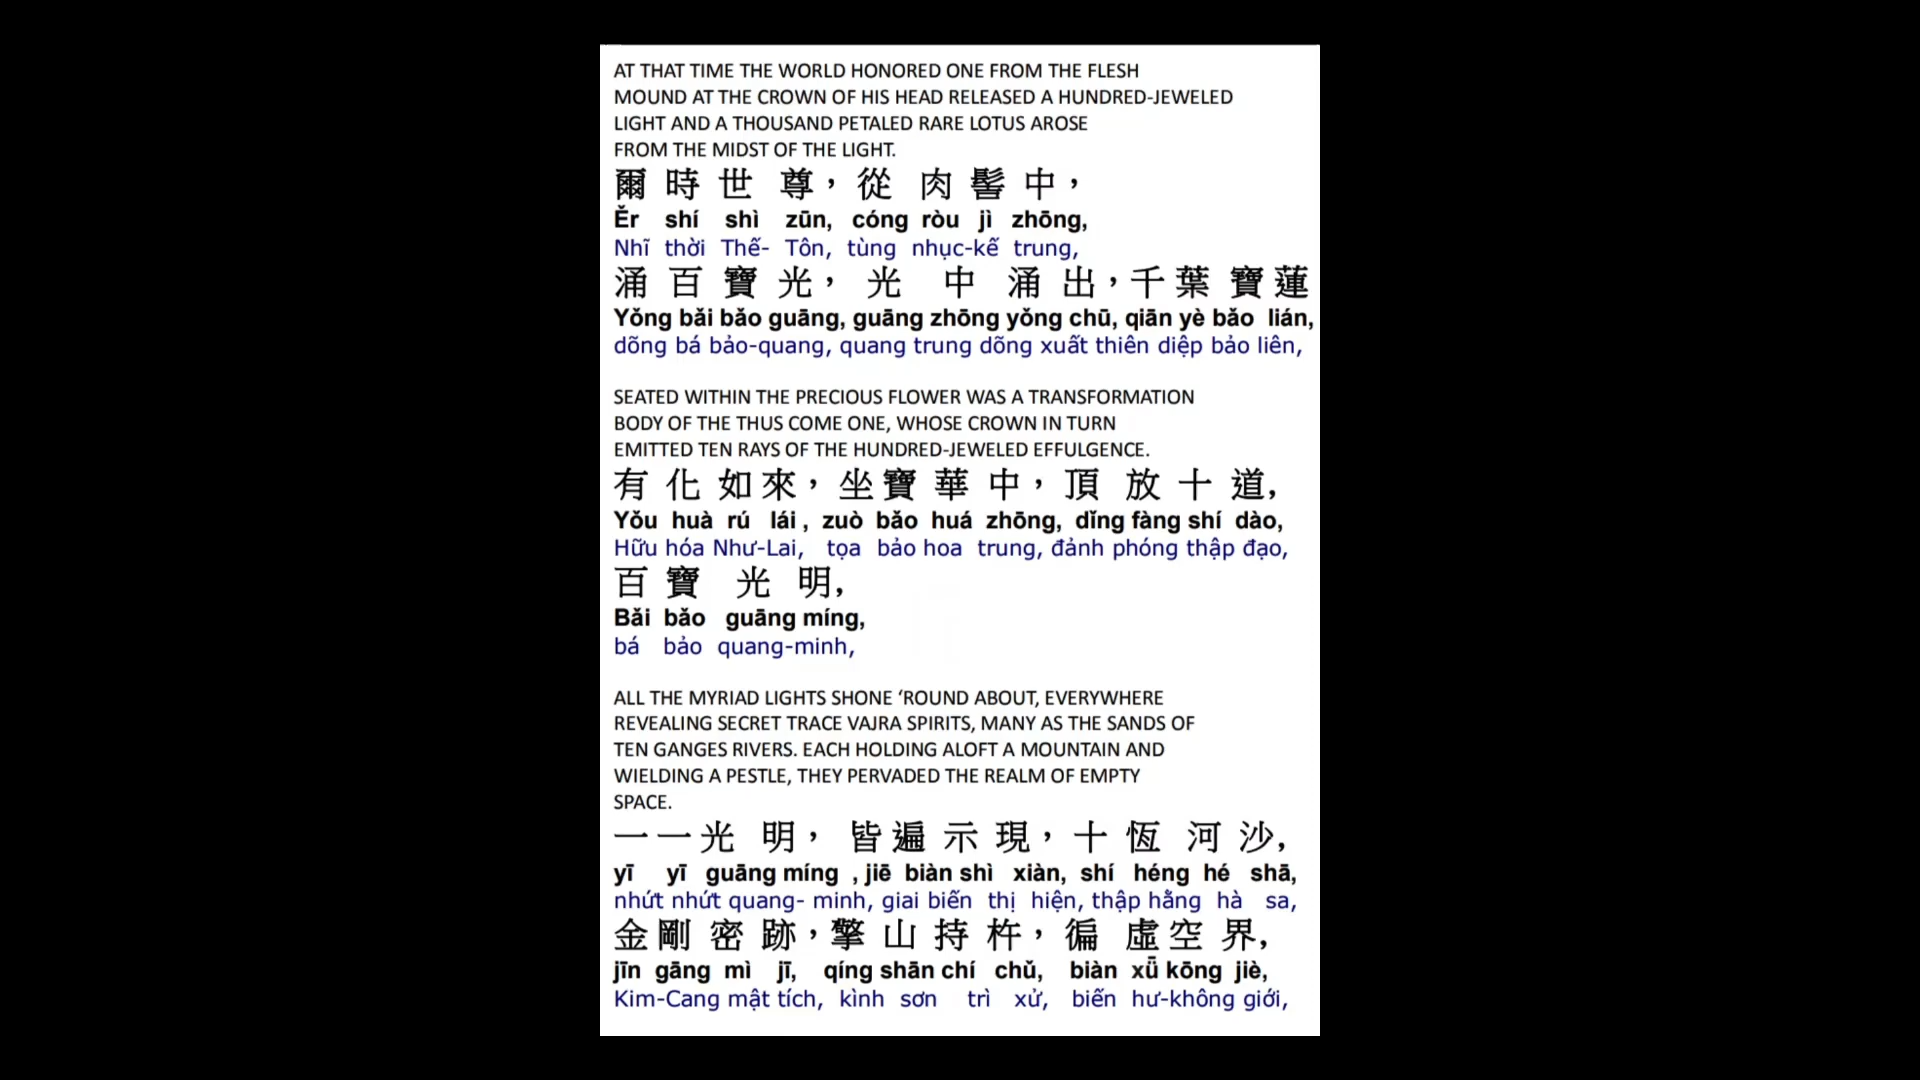 AT THAT TIME THE WORLD HONORED ONE FROM THE FLESH
MOUND AT THE CROWN OF HIS HEAD RELEASED A HUNDRED-JEWELED
LIGHT AND A THOUSAND PETALED RARE LOTUS AROSE
FROM THE MIDST OF THE LIGHT.
爾時世尊，從肉髻中，
Ěr shí shì zūn, cóng ròu jì zhōng,
Nhĩ thời Thế- Tôn, tùng nhục-kế trung,
涌百寶光，光中涌出，千葉寶蓮
Yǒng bǎi bǎo guāng, guāng zhōng yǒng chū, qiān yè bǎo lián,
dõng bá bảo-quang, quang trung dõng xuất thiên diệp bảo liên,
SEATED WITHIN THE PRECIOUS FLOWER WAS A TRANSFORMATION
BODY OF THE THUS COME ONE, WHOSE CROWN IN TURN
EMITTED TEN RAYS OF THE HUNDRED-JEWELED EFFULGENCE.
有化如來，坐寶華中，頂放十道,
Yǒu huà rú lái , zuò bǎo huá zhōng, dǐng fàng shí dào,
Hữu hóa Như-Lai, tọa bảo hoa trung, đảnh phóng thập đạo,
百寶光明,
Bǎi bǎo guāng míng,
bá bảo quang-minh,
ALL THE MYRIAD LIGHTS SHONE ‘ROUND ABOUT, EVERYWHERE
REVEALING SECRET TRACE VAJRA SPIRITS, MANY AS THE SANDS OF
TEN GANGES RIVERS. EACH HOLDING ALOFT A MOUNTAIN AND
WIELDING A PESTLE, THEY PERVADED THE REALM OF EMPTY
SPACE.
一一光明，皆遍示現，十恆河沙,
yī yī guāng míng , jiē biàn shì xiàn, shí héng hé shā,
nhứt nhứt quang- minh, giai biến thị hiện, thập hằng hà sa,
金剛密跡，擎山持杵，徧虛空界,
jīn gāng mì jī, qíng shān chí chǔ, biàn xǖ kōng jiè,
Kim-Cang mật tích, kình sơn trì xử, biến hư-không giới,